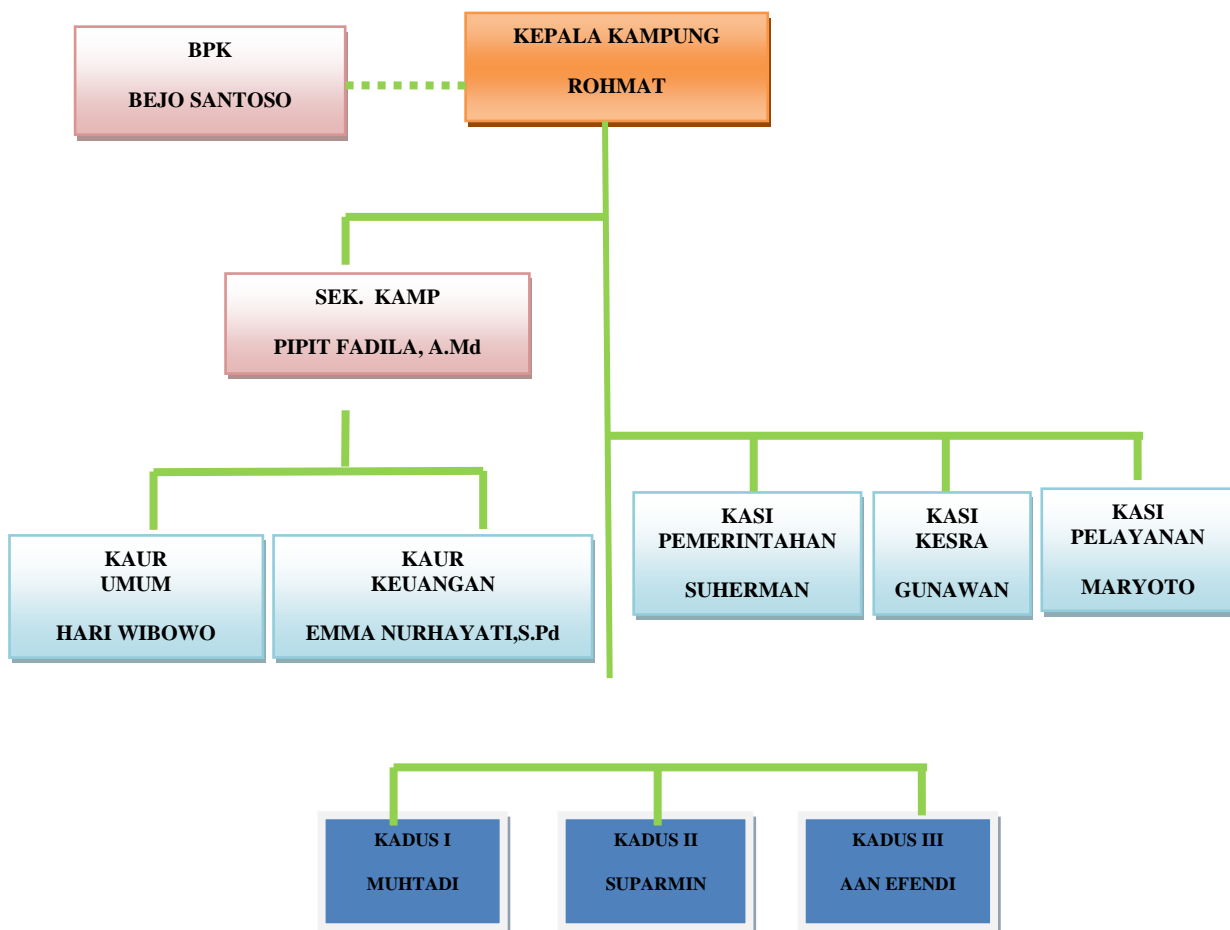 BPK
BEJO SANTOSO
KEPALA KAMPUNG
ROHMAT
SEK. KAMP
PIPIT FADILA, A.Md
KAUR
UMUM
HARI WIBOWO
KAUR
KEUANGAN
EMMA NURHAYATI,S.Pd
KASI
PEMERINTAHAN
SUHERMAN
KASI
KESRA
GUNAWAN
KASI
PELAYANAN
MARYOTO
KADUS I
MUHTADI
KADUS II
SUPARMIN
KADUS III
AAN EFENDI